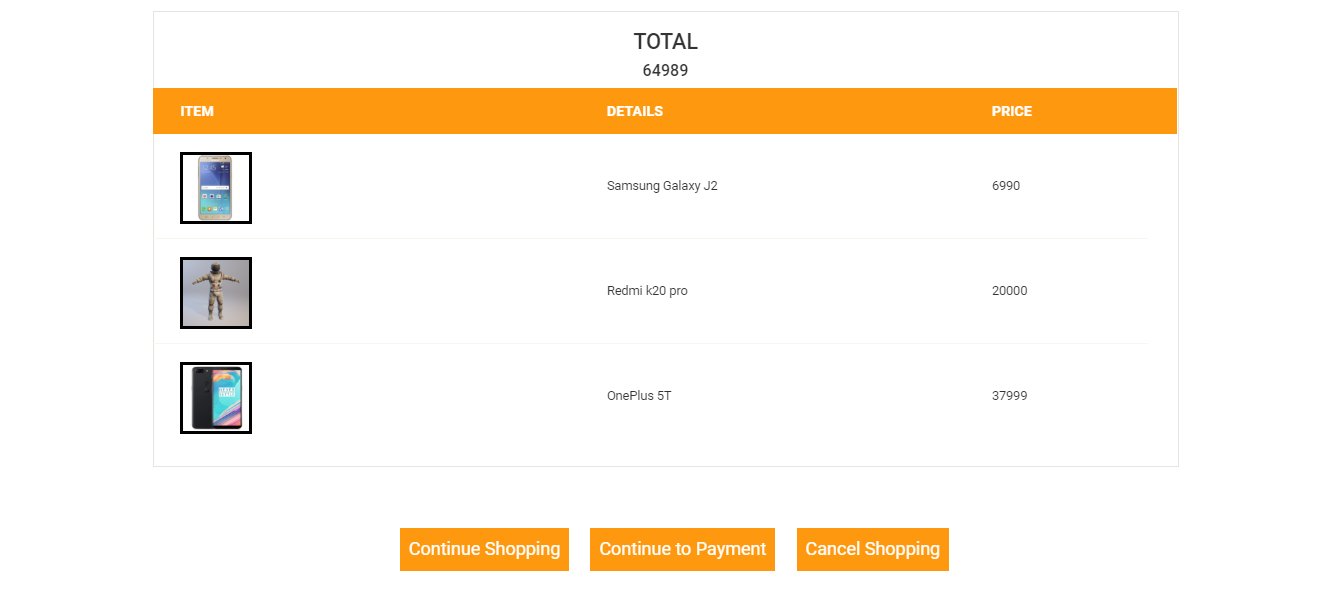 TOTAL
64989
ITEM DETAILS PRICE
Samsung Galaxy J2 6990
Redmi k20 pro 20000
OnePlus 5T 37999
Continue Shopping Continue to Payment Cancel Shopping